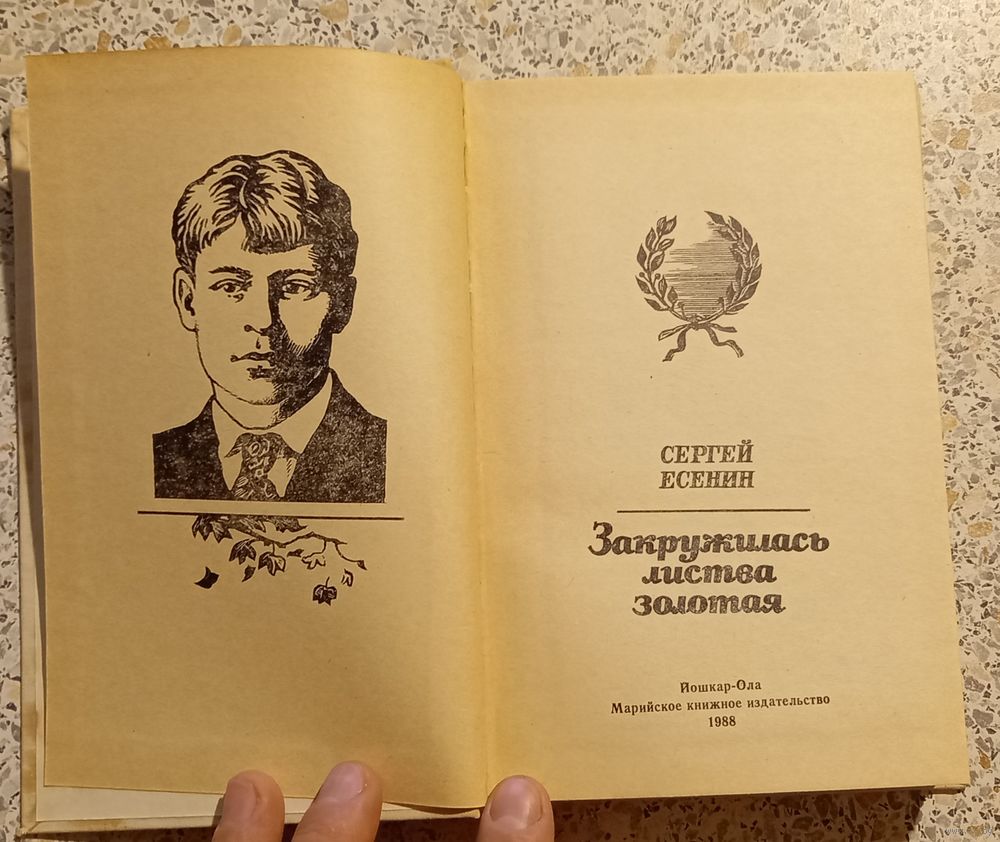 СЕРГЕЙ
ЕСЕНИН
Закружилась
листва
золотая
Йошкар-Ола
Марийское книжное издательство
1988